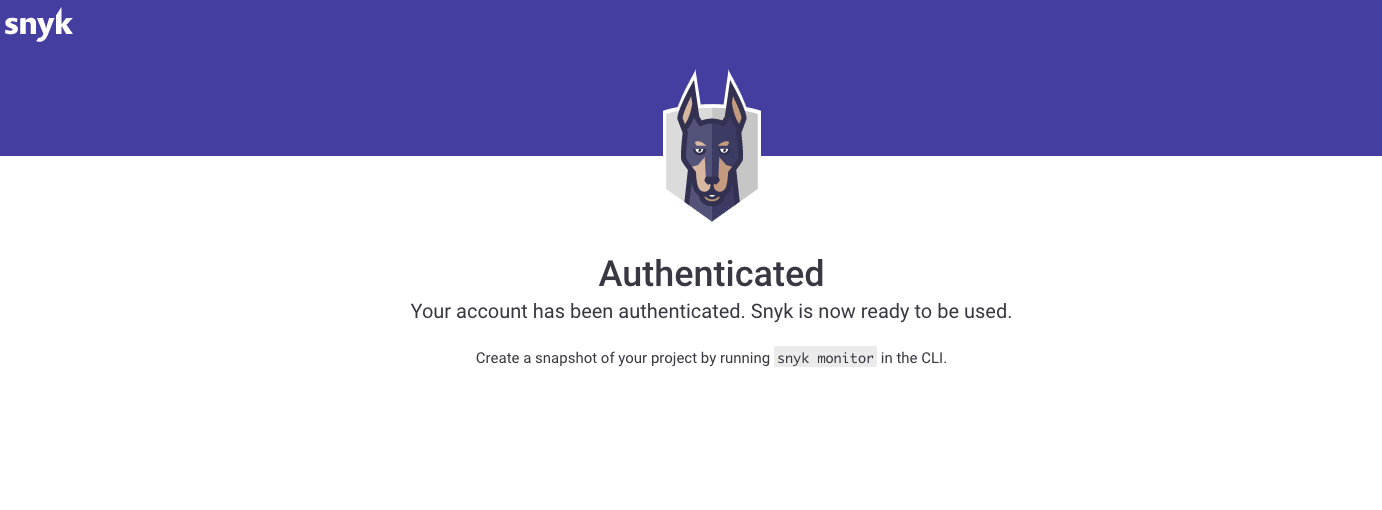 snyk
Authenticated
Your account has been authenticated. Snyk is now ready to be used.
Create a snapshot of your project by running snyk monitor in the CLI.